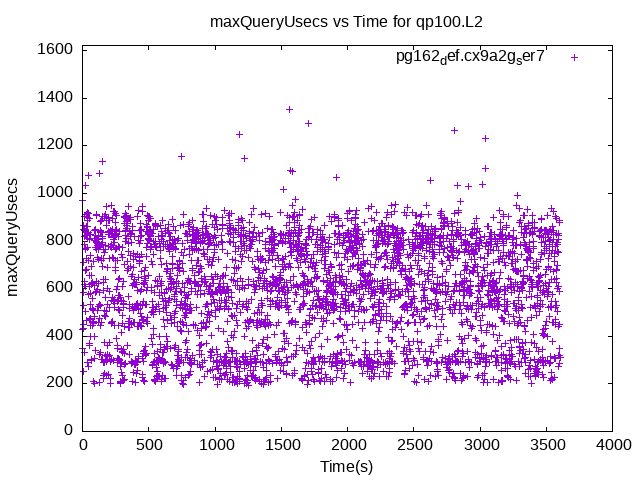 maxQueryUsecs vs Time for qp100.L2
pg162def.cx9a2gser7
1600
1400
1200
1000
800
600
400
200
0
maxQueryUsecs
0 500 1000 1500 2000 2500 3000 3500 4000
Time(s)